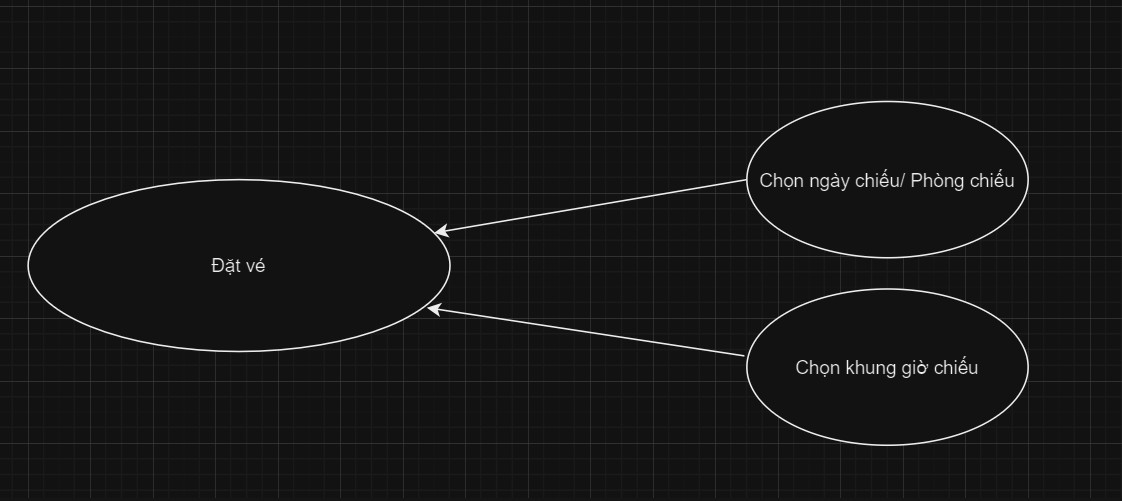 Chọn ngày chiếu/ Phòng chiếu
Đặt vé
Chọn khung giờ chiếu